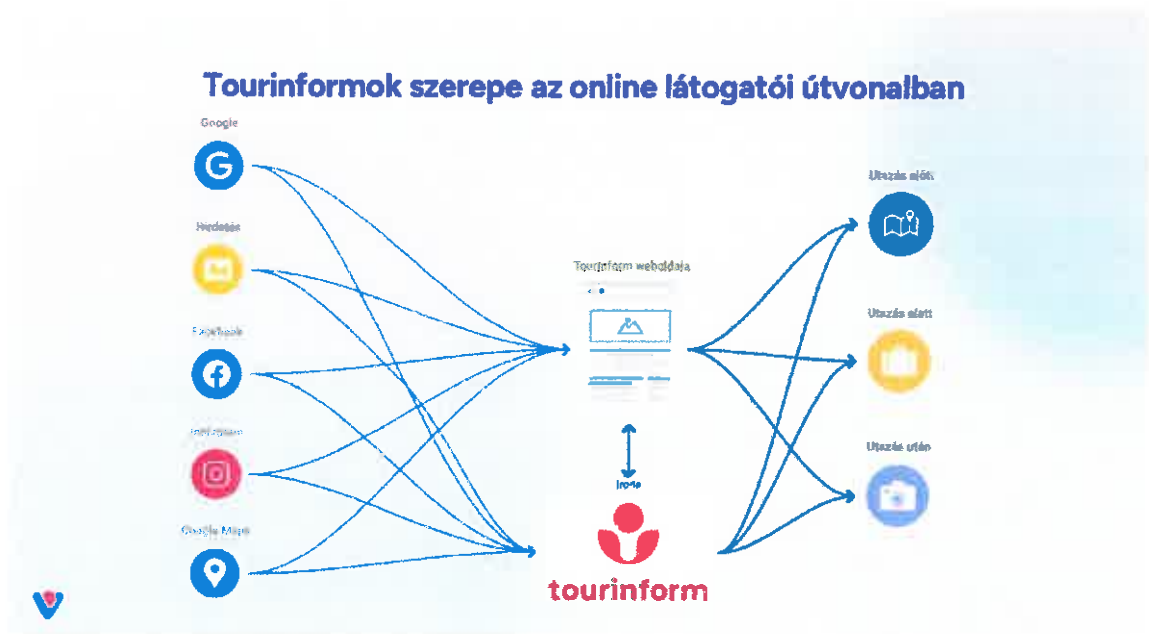 Tourinformok szerepe az online látogatói útvonalban
Google
Hirdetés
Facebook
Instagram
Google Maps
Tourinform weboldala
Iroda
tourinform
Utazás előtt
Utazás alatt
Utazás után